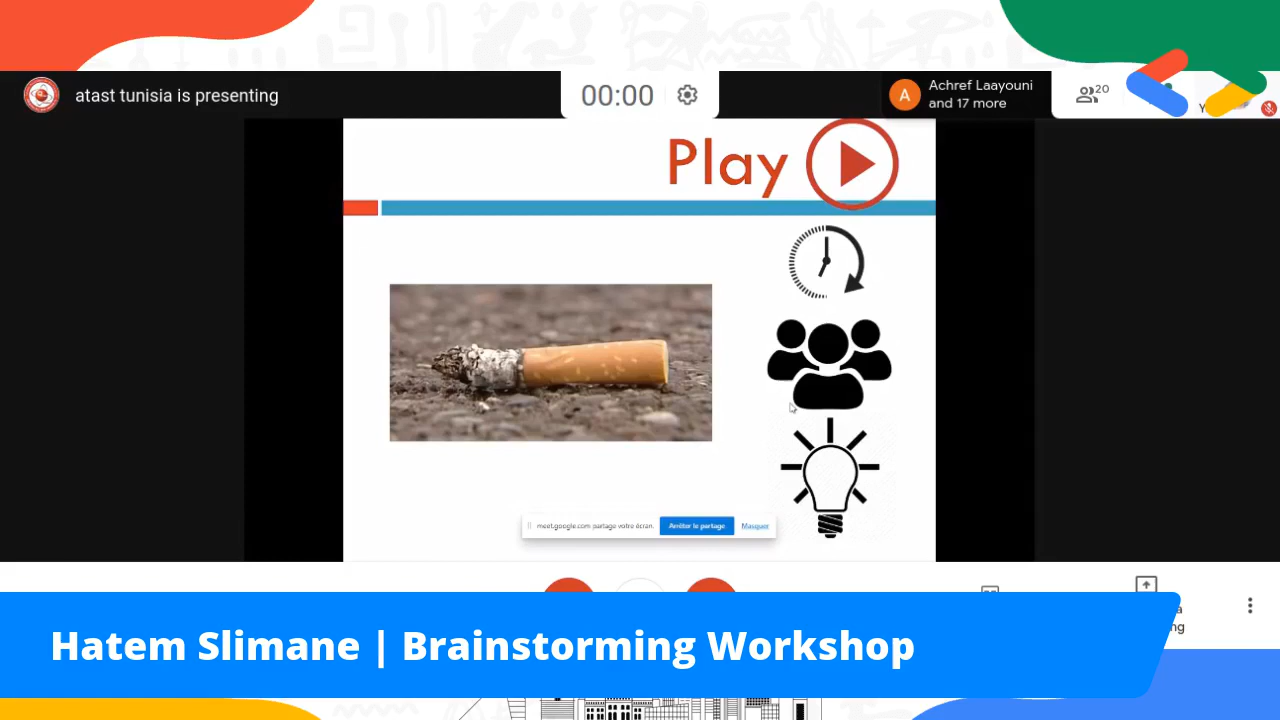 atast tunisia is presenting
00:00
A
Achref Laayouni
and 17 more
20
Play
meet.google.com partage votre écran.
Arrêter le partage
Masquer
Hatem Slimane | Brainstorming Workshop